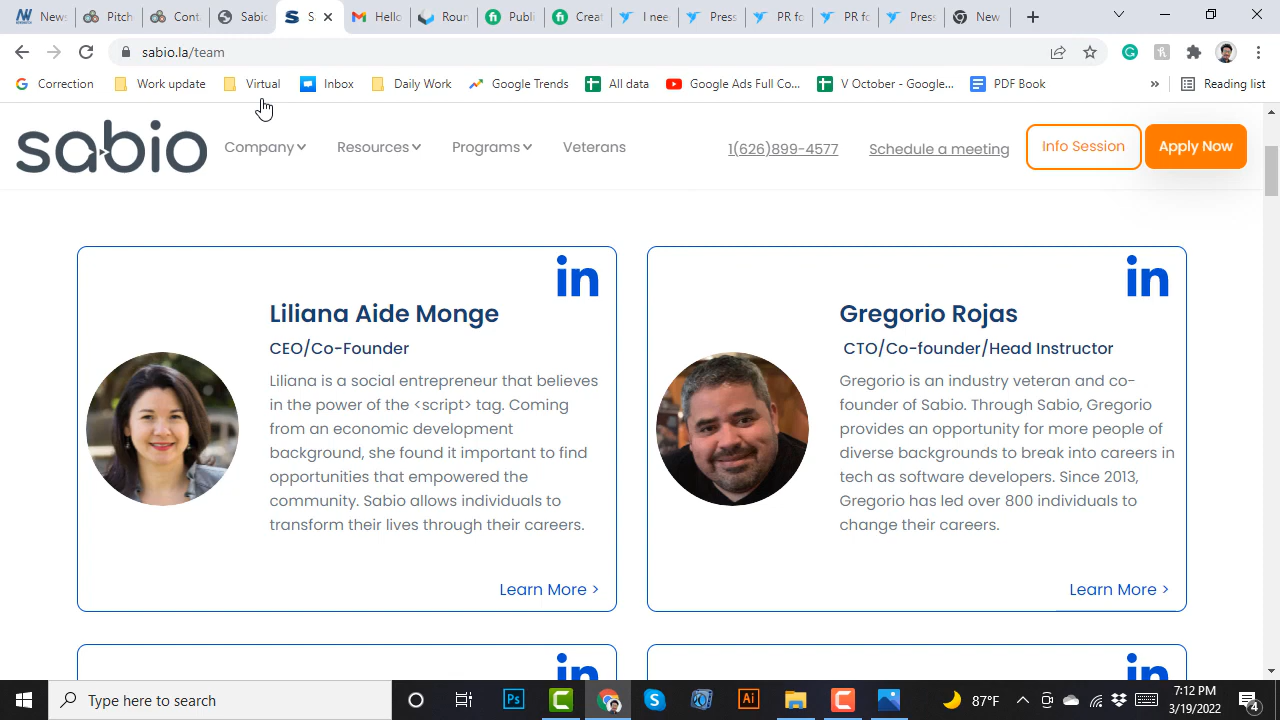 News
Pitch
Cont
Sabio
S
Hello
Roun
Publi
Creat
I nee
Press
PR fo
PR fo
Press
New
sabio.la/team
Correction
Work update
Virtual
Inbox
Daily Work
Google Trends
All data
Google Ads Full Co...
V October - Google...
PDF Book
»
Reading list
sabio
Company
Resources
Programs
Veterans
1(626)899-4577
Schedule a meeting
Info Session
Apply Now
in
Liliana Aide Monge
CEO/Co-Founder
Liliana is a social entrepreneur that believes
in the power of the <script> tag. Coming
from an economic development
background, she found it important to find
opportunities that empowered the
community. Sabio allows individuals to
transform their lives through their careers.
Learn More >
in
Gregorio Rojas
CTO/Co-founder/Head Instructor
Gregorio is an industry veteran and co-
founder of Sabio. Through Sabio, Gregorio
provides an opportunity for more people of
diverse backgrounds to break into careers in
tech as software developers. Since 2013,
Gregorio has led over 800 individuals to
change their careers.
Learn More >
in
in
Type here to search
Ps
Ai
87°F
7:12 PM
3/19/2022
4